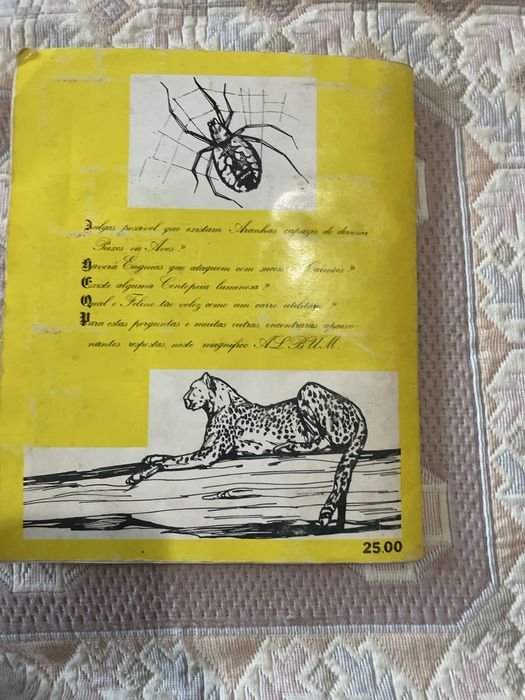 Julgas possivel que existam Aranhas capazes de devorar
Peixes ou Aves?
Haverá Enguias que ataquem com sucesso Caimões?
Existe alguma Centopeia luminosa?
Qual o Felino tão veloz como um carro utilitário?
Para estas perguntas e muitas outras, encontrarás apaixo-
nantes respostas, neste magnífico ALBUM.
25.00